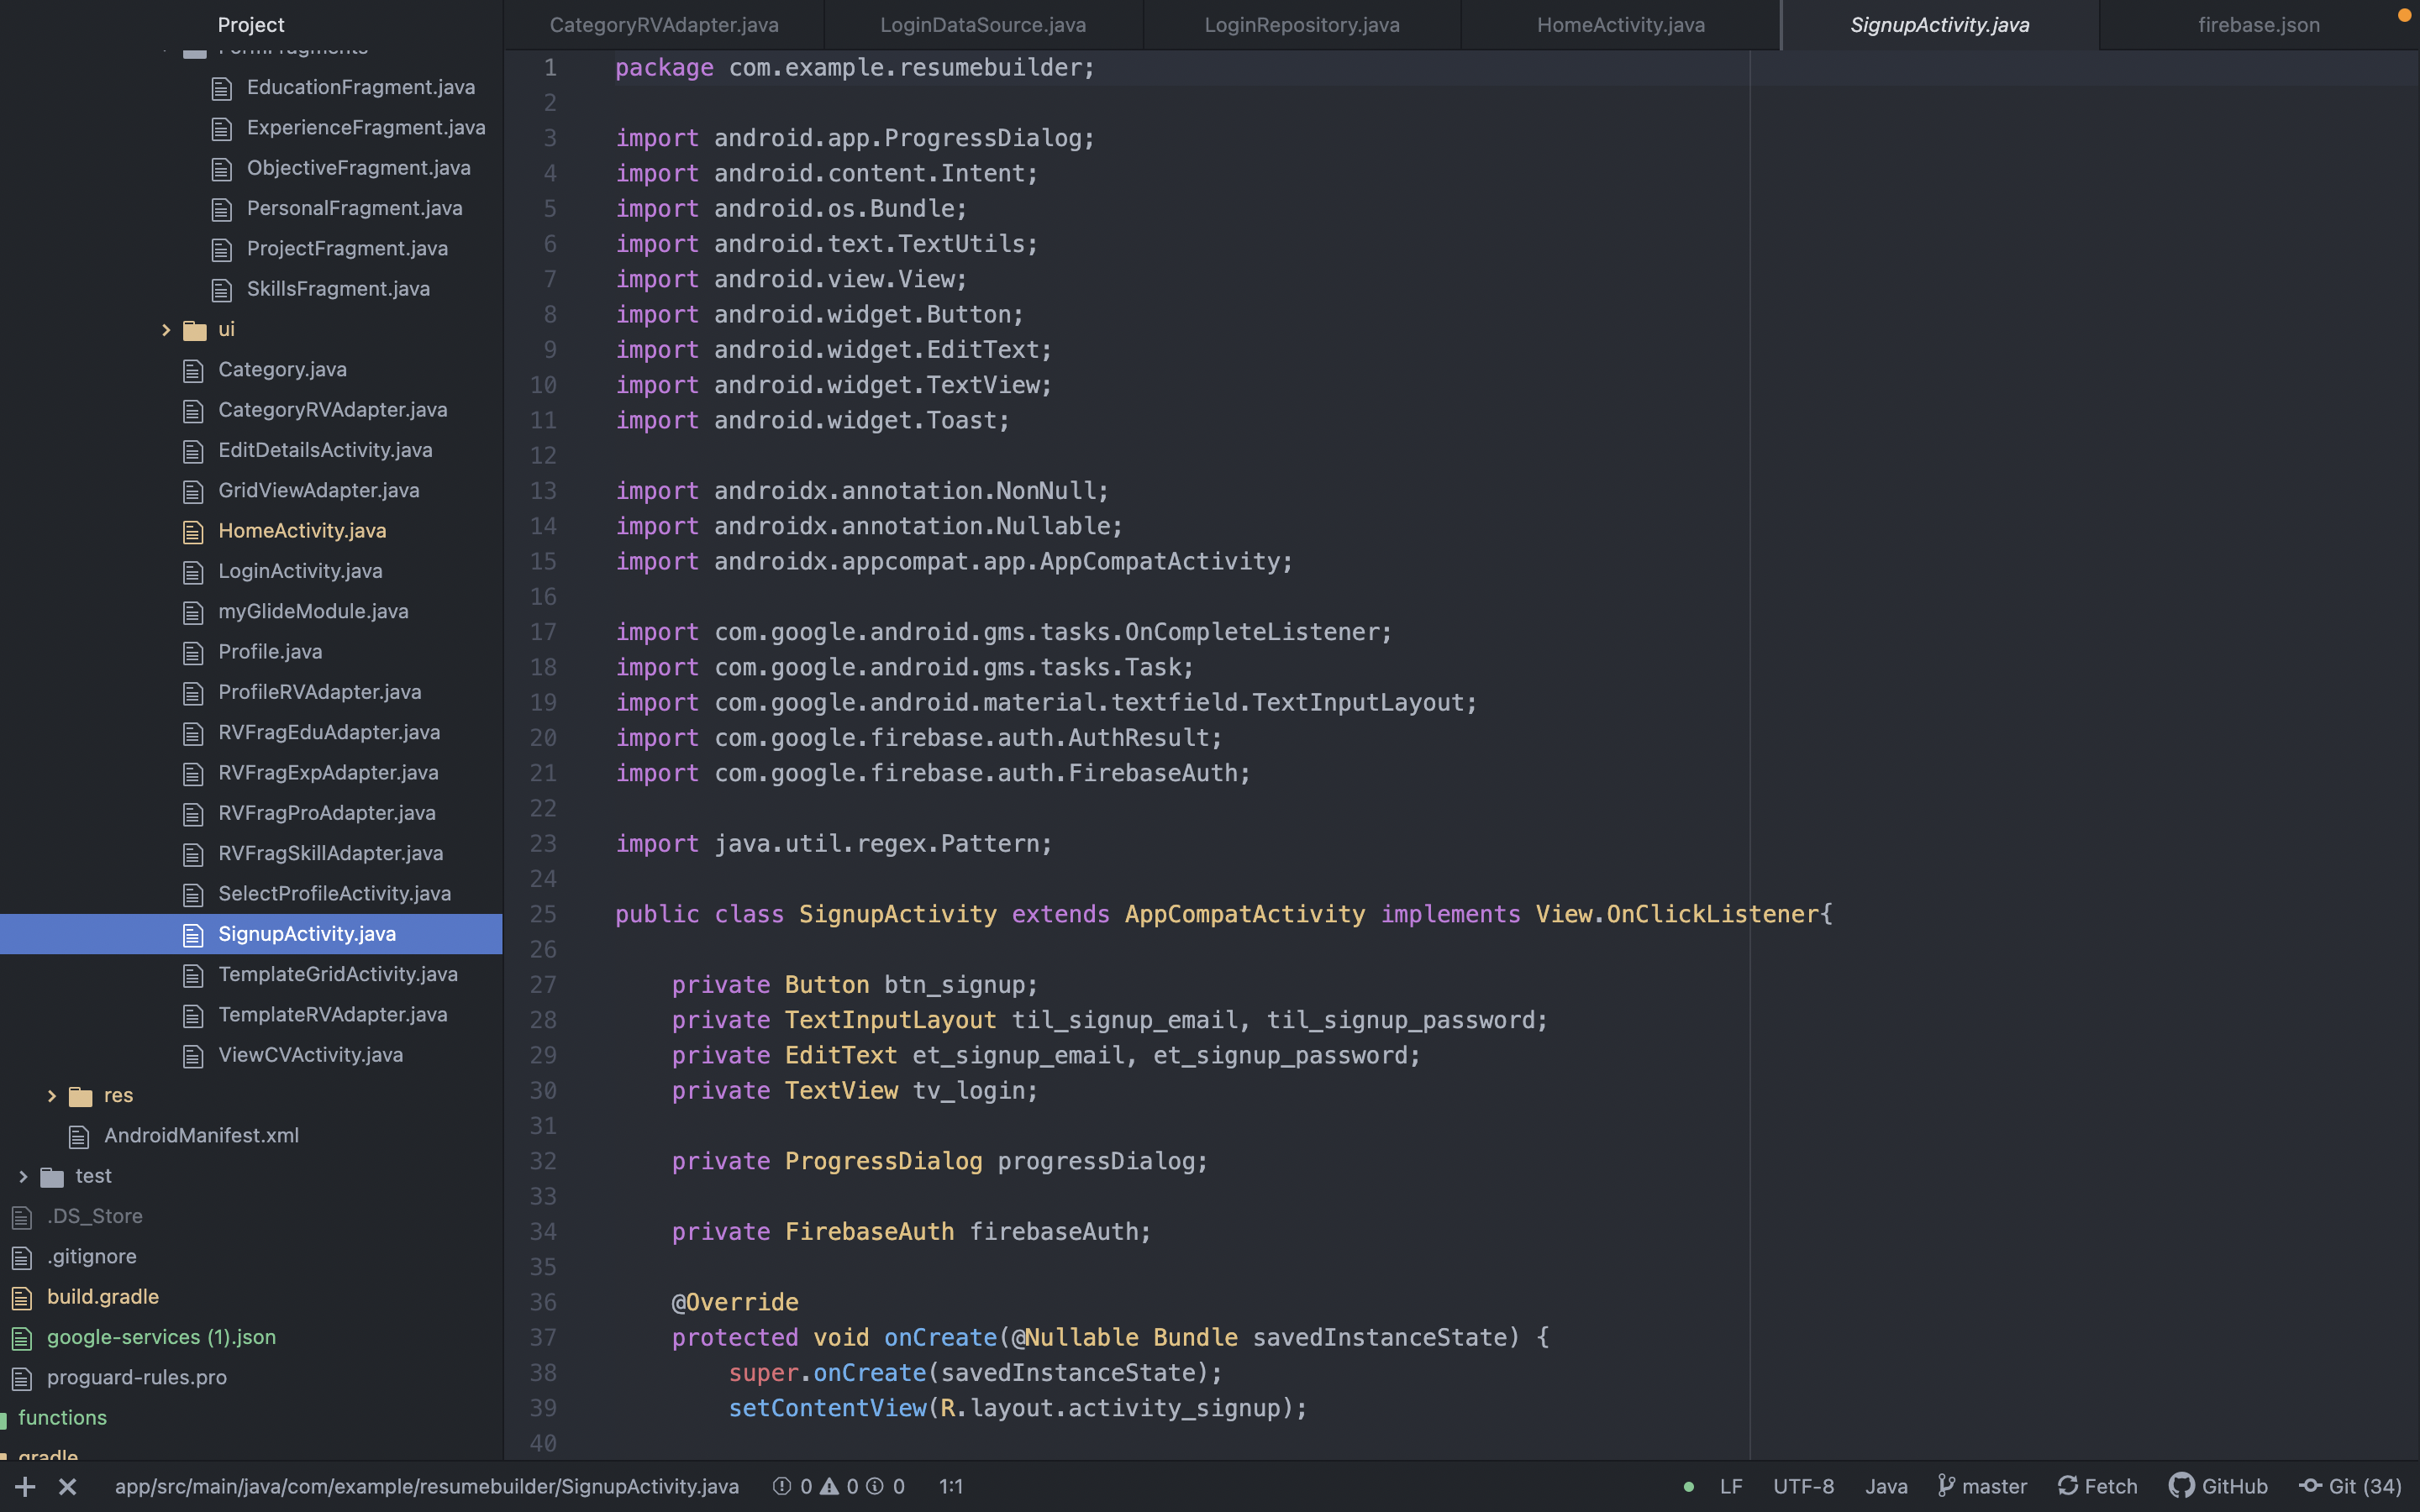 Project
FormFragments
EducationFragment.java
ExperienceFragment.java
ObjectiveFragment.java
PersonalFragment.java
ProjectFragment.java
SkillsFragment.java
ui
Category.java
CategoryRVAdapter.java
EditDetailsActivity.java
GridViewAdapter.java
HomeActivity.java
LoginActivity.java
myGlideModule.java
Profile.java
ProfileRVAdapter.java
RVFragEduAdapter.java
RVFragExpAdapter.java
RVFragProAdapter.java
RVFragSkillAdapter.java
SelectProfileActivity.java
SignupActivity.java
TemplateGridActivity.java
TemplateRVAdapter.java
ViewCVActivity.java
res
AndroidManifest.xml
test
.DS_Store
.gitignore
build.gradle
google-services (1).json
proguard-rules.pro
functions
gradle
CategoryRVAdapter.java LoginDataSource.java LoginRepository.java HomeActivity.java SignupActivity.java firebase.json
1 package com.example.resumebuilder;
2
3 import android.app.ProgressDialog;
4 import android.content.Intent;
5 import android.os.Bundle;
6 import android.text.TextUtils;
7 import android.view.View;
8 import android.widget.Button;
9 import android.widget.EditText;
10 import android.widget.TextView;
11 import android.widget.Toast;
12
13 import androidx.annotation.NonNull;
14 import androidx.annotation.Nullable;
15 import androidx.appcompat.app.AppCompatActivity;
16
17 import com.google.android.gms.tasks.OnCompleteListener;
18 import com.google.android.gms.tasks.Task;
19 import com.google.android.material.textfield.TextInputLayout;
20 import com.google.firebase.auth.AuthResult;
21 import com.google.firebase.auth.FirebaseAuth;
22
23 import java.util.regex.Pattern;
24
25 public class SignupActivity extends AppCompatActivity implements View.OnClickListener{
26
27 private Button btn_signup;
28 private TextInputLayout til_signup_email, til_signup_password;
29 private EditText et_signup_email, et_signup_password;
30 private TextView tv_login;
31
32 private ProgressDialog progressDialog;
33
34 private FirebaseAuth firebaseAuth;
35
36 @Override
37 protected void onCreate(@Nullable Bundle savedInstanceState) {
38 super.onCreate(savedInstanceState);
39 setContentView(R.layout.activity_signup);
40
app/src/main/java/com/example/resumebuilder/SignupActivity.java 0 0 0 1:1 LF UTF-8 Java master Fetch GitHub Git (34)